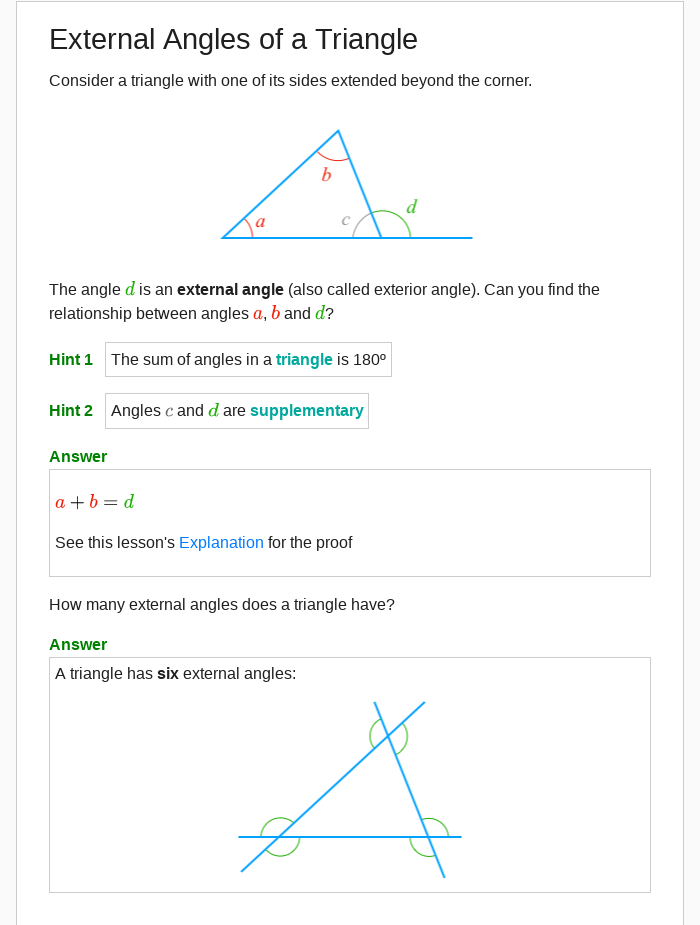 External Angles of a Triangle
Consider a triangle with one of its sides extended beyond the corner.
b
a
c
d
The angle d is an external angle (also called exterior angle). Can you find the
relationship between angles a, b and d?
Hint 1 The sum of angles in a triangle is 180º
Hint 2 Angles c and d are supplementary
Answer
a + b = d
See this lesson's Explanation for the proof
How many external angles does a triangle have?
Answer
A triangle has six external angles: